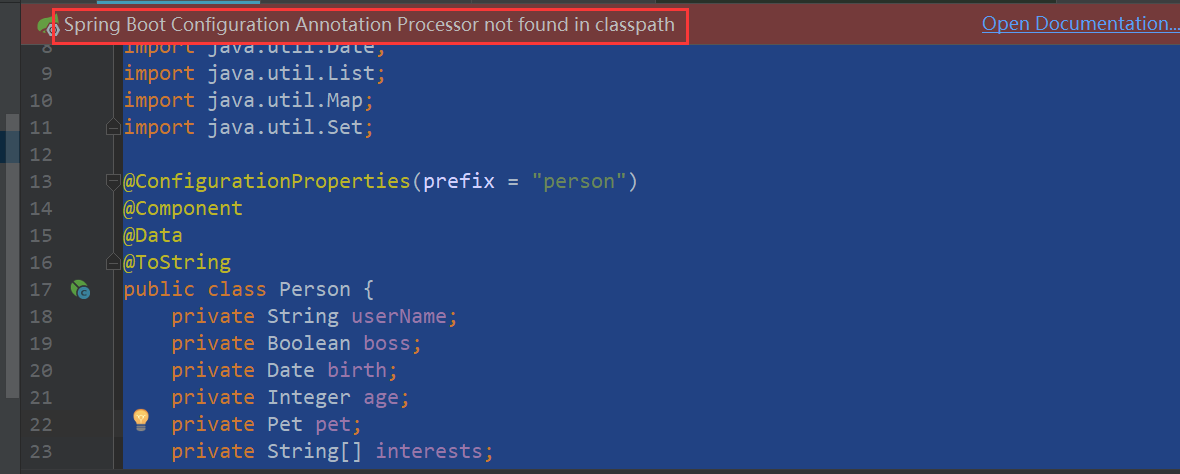 Spring Boot Configuration Annotation Processor not found in classpath
Open Documentation...
8 import java.util.Date;
9 import java.util.List;
10 import java.util.Map;
11 import java.util.Set;
12
13 @ConfigurationProperties(prefix = "person")
14 @Component
15 @Data
16 @ToString
17 public class Person {
18 private String userName;
19 private Boolean boss;
20 private Date birth;
21 private Integer age;
22 private Pet pet;
23 private String[] interests;